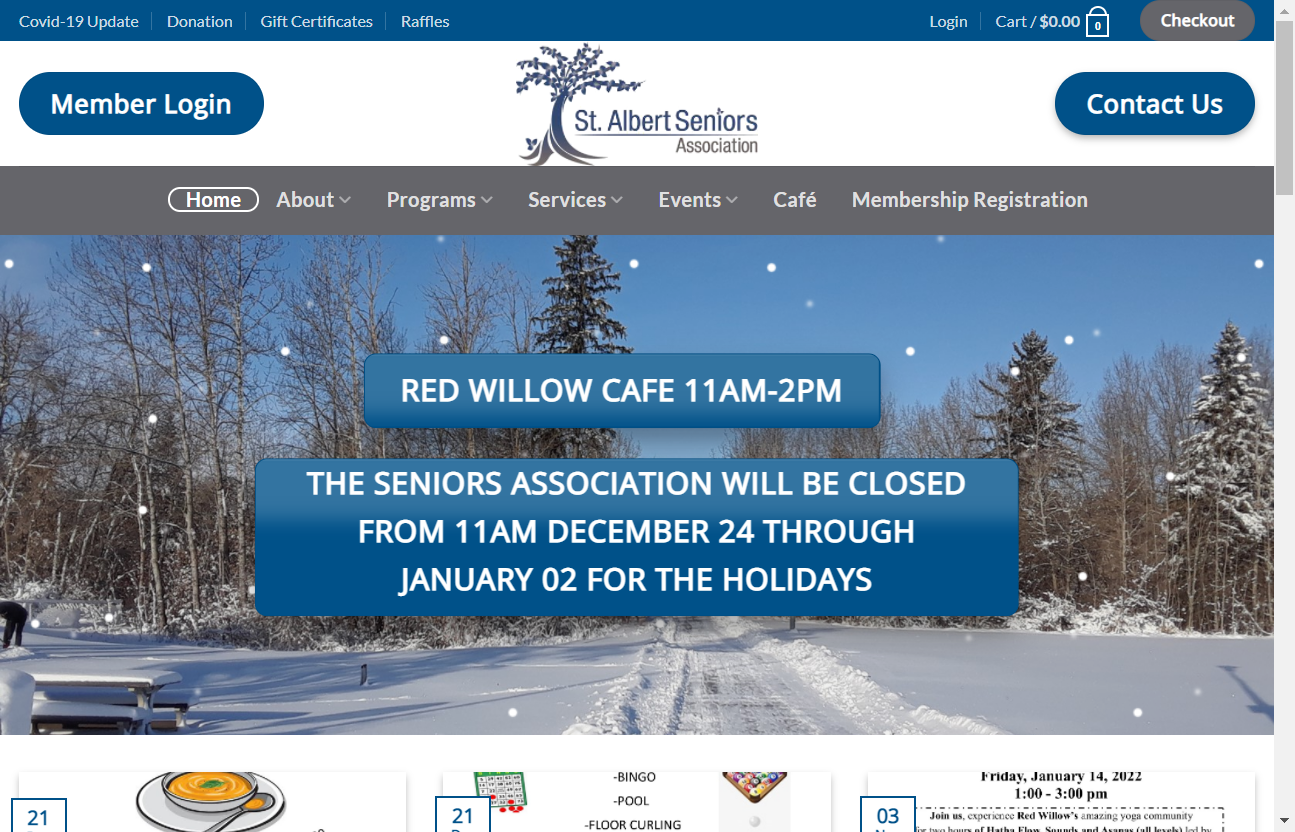 Covid-19 Update
Donation
Gift Certificates
Raffles
Login
Cart / $0.00
0
Checkout
Member Login
St. Albert Seniors
Association
Contact Us
Home
About
Programs
Services
Events
Café
Membership Registration
RED WILLOW CAFE 11AM-2PM
THE SENIORS ASSOCIATION WILL BE CLOSED
FROM 11AM DECEMBER 24 THROUGH
JANUARY 02 FOR THE HOLIDAYS
21
21
-BINGO
-POOL
-FLOOR CURLING
03
Friday, January 14, 2022
1:00 - 3:00 pm
Join us, experience Red Willow's amazing yoga community
for two hours of Hatha Flow, Sounds and Asanas (all levels) led by